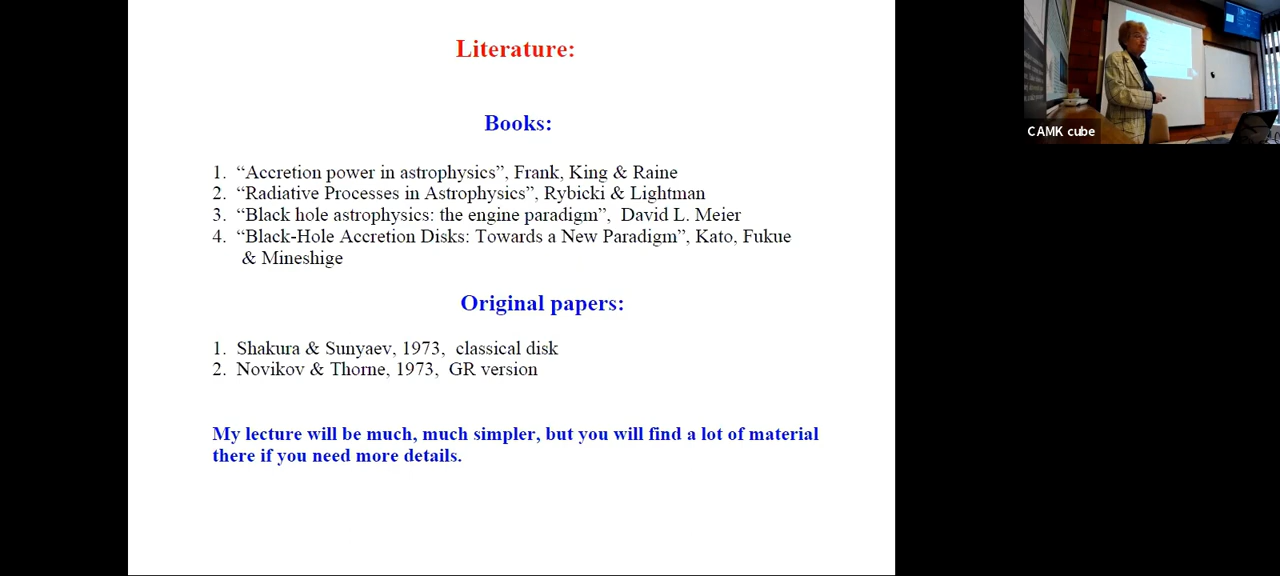 Literature:
Books:
1. “Accretion power in astrophysics”, Frank, King & Raine
2. “Radiative Processes in Astrophysics”, Rybicki & Lightman
3. “Black hole astrophysics: the engine paradigm”, David L. Meier
4. “Black-Hole Accretion Disks: Towards a New Paradigm”, Kato, Fukue
& Mineshige
Original papers:
1. Shakura & Sunyaev, 1973, classical disk
2. Novikov & Thorne, 1973, GR version
My lecture will be much, much simpler, but you will find a lot of material
there if you need more details.
CAMK cube